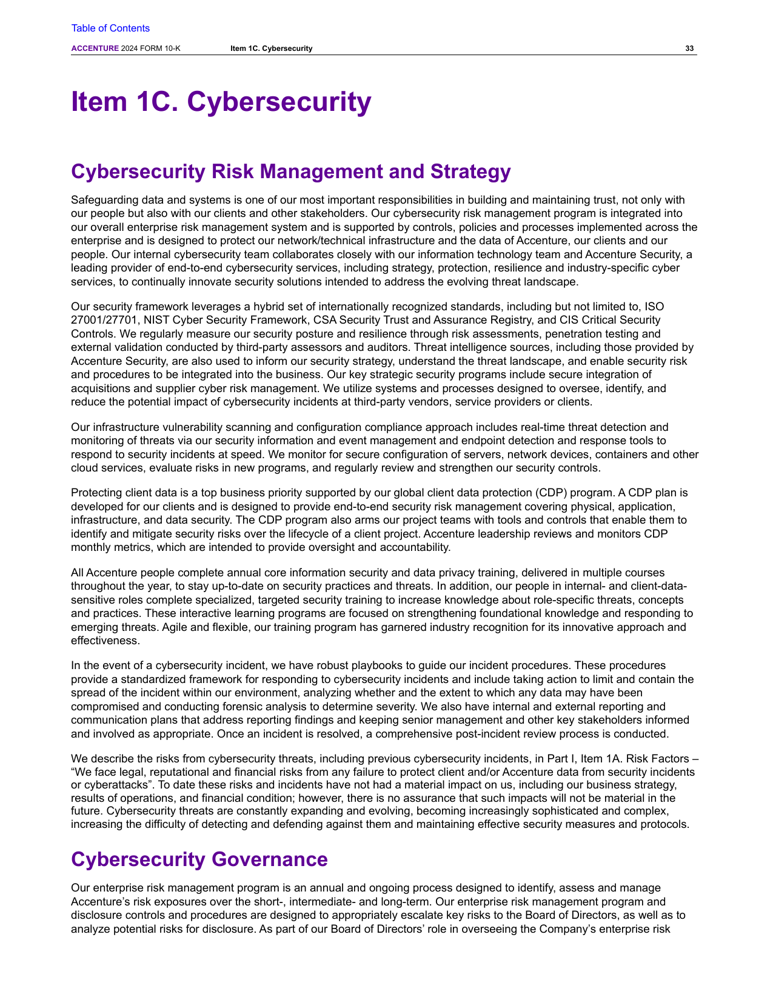 Table of Contents
ACCENTURE 2024 FORM 10-K Item 1C. Cybersecurity 33
Item 1C. Cybersecurity
Cybersecurity Risk Management and Strategy
Safeguarding data and systems is one of our most important responsibilities in building and maintaining trust, not only with
our people but also with our clients and other stakeholders. Our cybersecurity risk management program is integrated into
our overall enterprise risk management system and is supported by controls, policies and processes implemented across the
enterprise and is designed to protect our network/technical infrastructure and the data of Accenture, our clients and our
people. Our internal cybersecurity team collaborates closely with our information technology team and Accenture Security, a
leading provider of end-to-end cybersecurity services, including strategy, protection, resilience and industry-specific cyber
services, to continually innovate security solutions intended to address the evolving threat landscape.
Our security framework leverages a hybrid set of internationally recognized standards, including but not limited to, ISO
27001/27701, NIST Cyber Security Framework, CSA Security Trust and Assurance Registry, and CIS Critical Security
Controls. We regularly measure our security posture and resilience through risk assessments, penetration testing and
external validation conducted by third-party assessors and auditors. Threat intelligence sources, including those provided by
Accenture Security, are also used to inform our security strategy, understand the threat landscape, and enable security risk
and procedures to be integrated into the business. Our key strategic security programs include secure integration of
acquisitions and supplier cyber risk management. We utilize systems and processes designed to oversee, identify, and
reduce the potential impact of cybersecurity incidents at third-party vendors, service providers or clients.
Our infrastructure vulnerability scanning and configuration compliance approach includes real-time threat detection and
monitoring of threats via our security information and event management and endpoint detection and response tools to
respond to security incidents at speed. We monitor for secure configuration of servers, network devices, containers and other
cloud services, evaluate risks in new programs, and regularly review and strengthen our security controls.
Protecting client data is a top business priority supported by our global client data protection (CDP) program. A CDP plan is
developed for our clients and is designed to provide end-to-end security risk management covering physical, application,
infrastructure, and data security. The CDP program also arms our project teams with tools and controls that enable them to
identify and mitigate security risks over the lifecycle of a client project. Accenture leadership reviews and monitors CDP
monthly metrics, which are intended to provide oversight and accountability.
All Accenture people complete annual core information security and data privacy training, delivered in multiple courses
throughout the year, to stay up-to-date on security practices and threats. In addition, our people in internal- and client-data-
sensitive roles complete specialized, targeted security training to increase knowledge about role-specific threats, concepts
and practices. These interactive learning programs are focused on strengthening foundational knowledge and responding to
emerging threats. Agile and flexible, our training program has garnered industry recognition for its innovative approach and
effectiveness.
In the event of a cybersecurity incident, we have robust playbooks to guide our incident procedures. These procedures
provide a standardized framework for responding to cybersecurity incidents and include taking action to limit and contain the
spread of the incident within our environment, analyzing whether and the extent to which any data may have been
compromised and conducting forensic analysis to determine severity. We also have internal and external reporting and
communication plans that address reporting findings and keeping senior management and other key stakeholders informed
and involved as appropriate. Once an incident is resolved, a comprehensive post-incident review process is conducted.
We describe the risks from cybersecurity threats, including previous cybersecurity incidents, in Part I, Item 1A. Risk Factors –
“We face legal, reputational and financial risks from any failure to protect client and/or Accenture data from security incidents
or cyberattacks”. To date these risks and incidents have not had a material impact on us, including our business strategy,
results of operations, and financial condition; however, there is no assurance that such impacts will not be material in the
future. Cybersecurity threats are constantly expanding and evolving, becoming increasingly sophisticated and complex,
increasing the difficulty of detecting and defending against them and maintaining effective security measures and protocols.
Cybersecurity Governance
Our enterprise risk management program is an annual and ongoing process designed to identify, assess and manage
Accenture’s risk exposures over the short-, intermediate- and long-term. Our enterprise risk management program and
disclosure controls and procedures are designed to appropriately escalate key risks to the Board of Directors, as well as to
analyze potential risks for disclosure. As part of our Board of Directors’ role in overseeing the Company’s enterprise risk